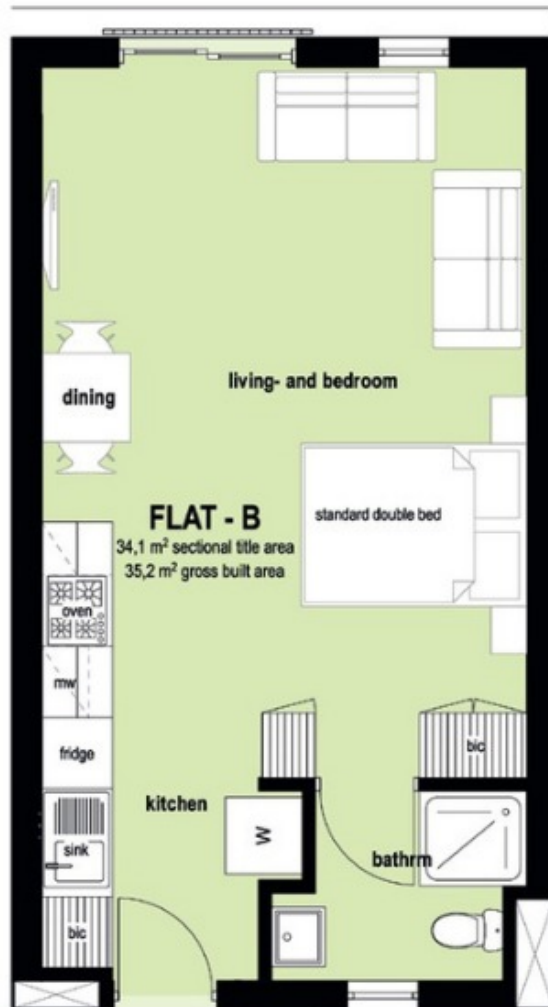 living- and bedroom
dining
FLAT - B
34,1 m² sectional title area
35,2 m² gross built area
standard double bed
oven
mw
fridge
bic
kitchen
W
sink
bathrm
bic